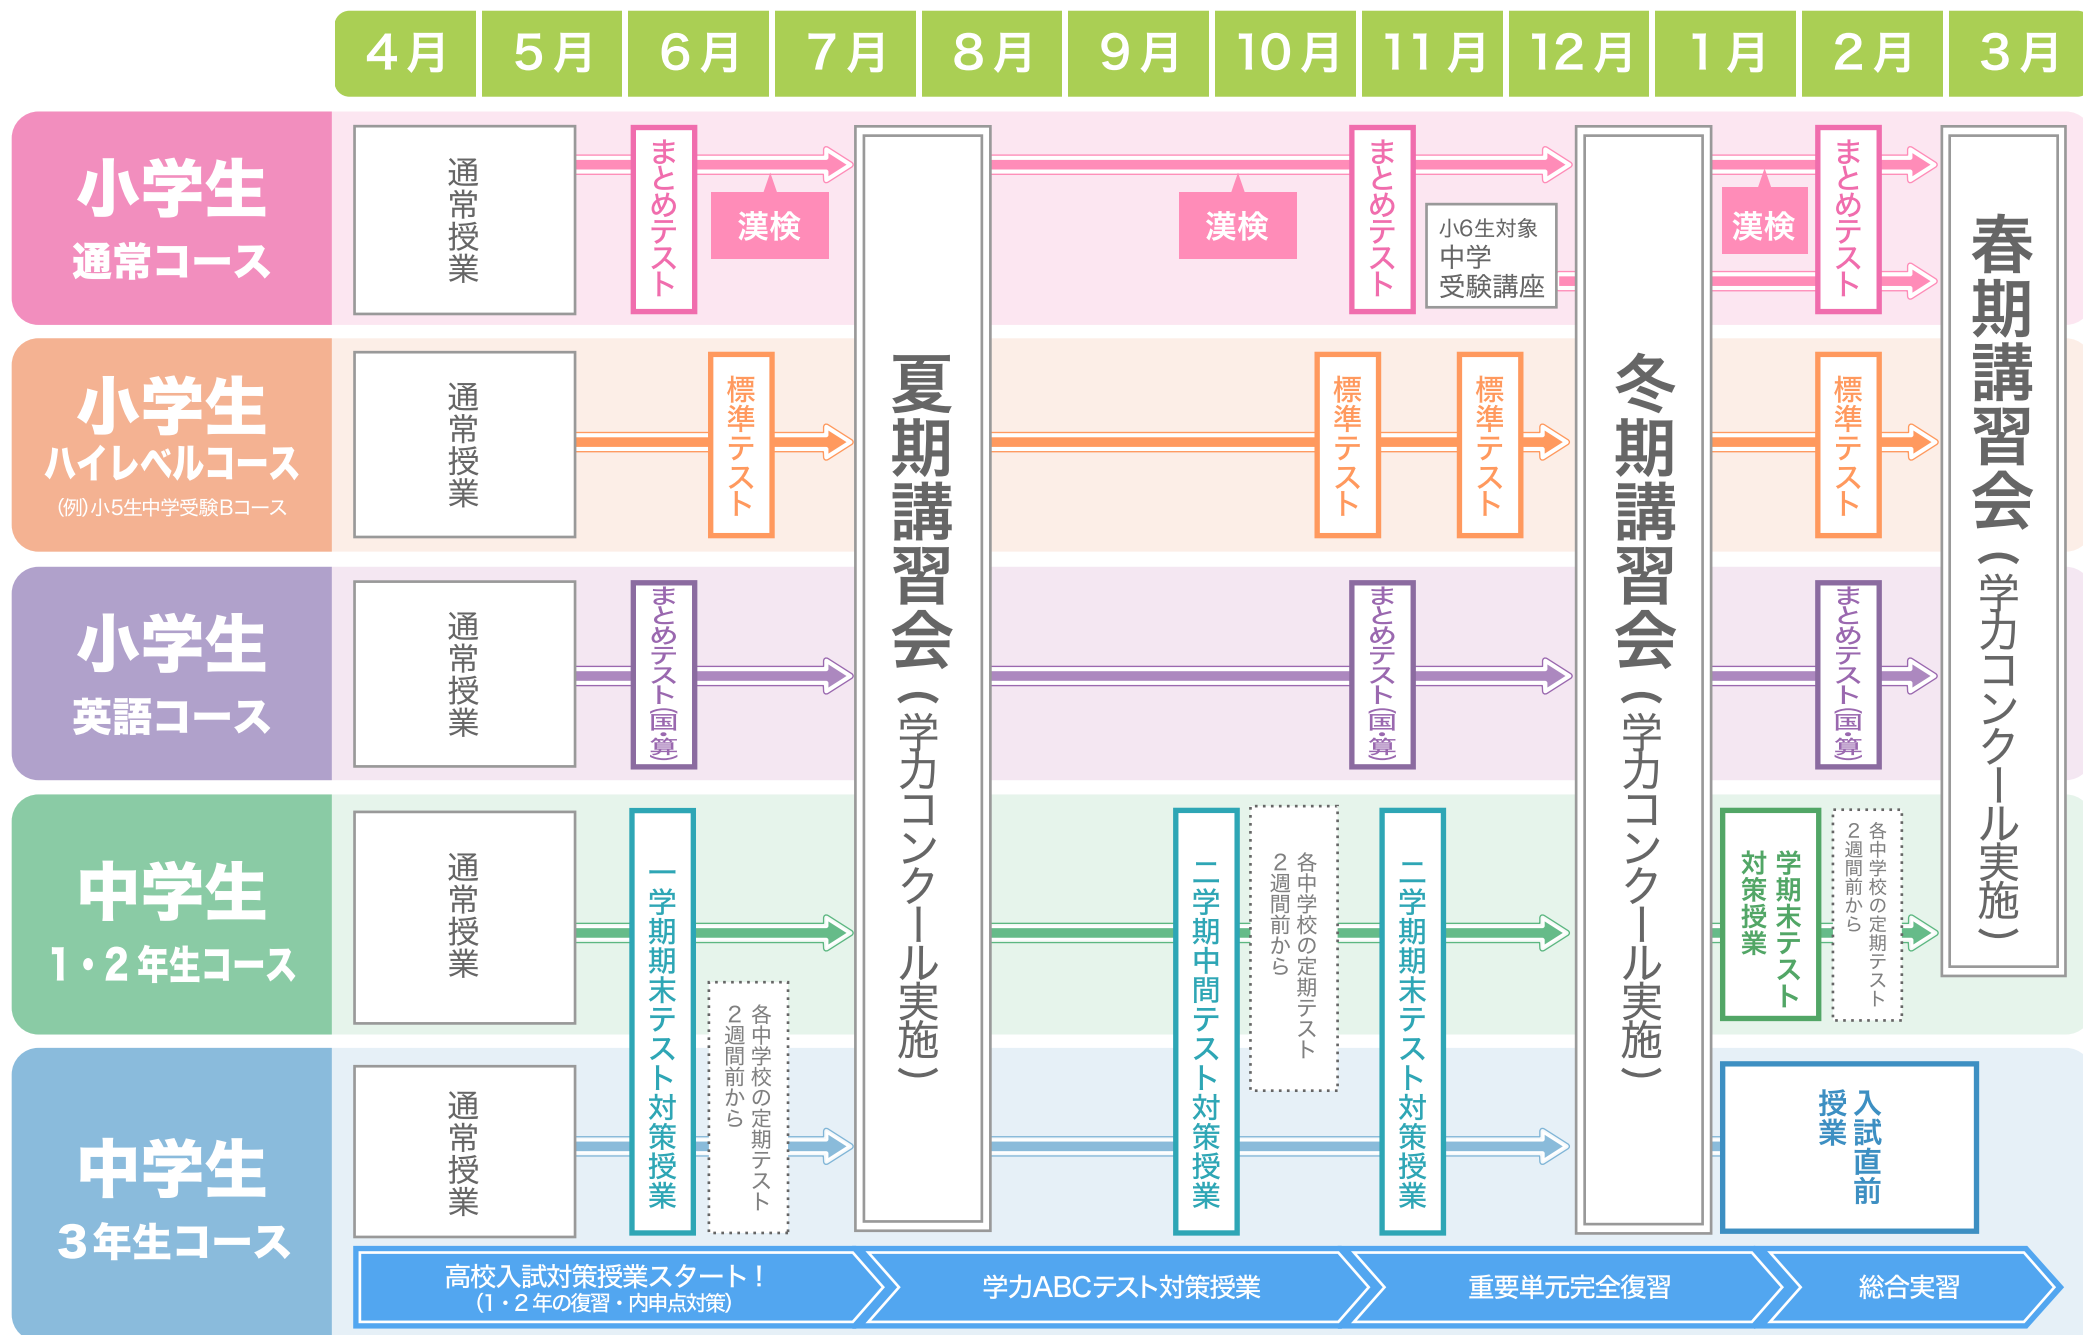 4月
5月
6月
7月
8月
9月
10月
11月
12月
1月
2月
3月
小学生
通常コース
通常授業
まとめテスト
漢検
漢検
まとめテスト
小6生対象
中学
受験講座
漢検
まとめテスト
小学生
ハイレベルコース
(例)小5生中学受験Bコース
通常授業
標準テスト
標準テスト
標準テスト
標準テスト
小学生
英語コース
通常授業
まとめテスト(国・算)
まとめテスト(国・算)
まとめテスト(国・算)
夏期講習会(学力コンクール実施)
冬期講習会(学力コンクール実施)
春期講習会(学力コンクール実施)
中学生
1・2年生コース
通常授業
一学期期末テスト対策授業
各中学校の定期テスト
2週間前から
二学期中間テスト対策授業
各中学校の定期テスト
2週間前から
二学期期末テスト対策授業
学期末テスト
対策授業
各中学校の定期テスト
2週間前から
中学生
3年生コース
通常授業
入試直前
授業
高校入試対策授業スタート!
(1・2年の復習・内申点対策)
学力ABCテスト対策授業
重要単元完全復習
総合実習